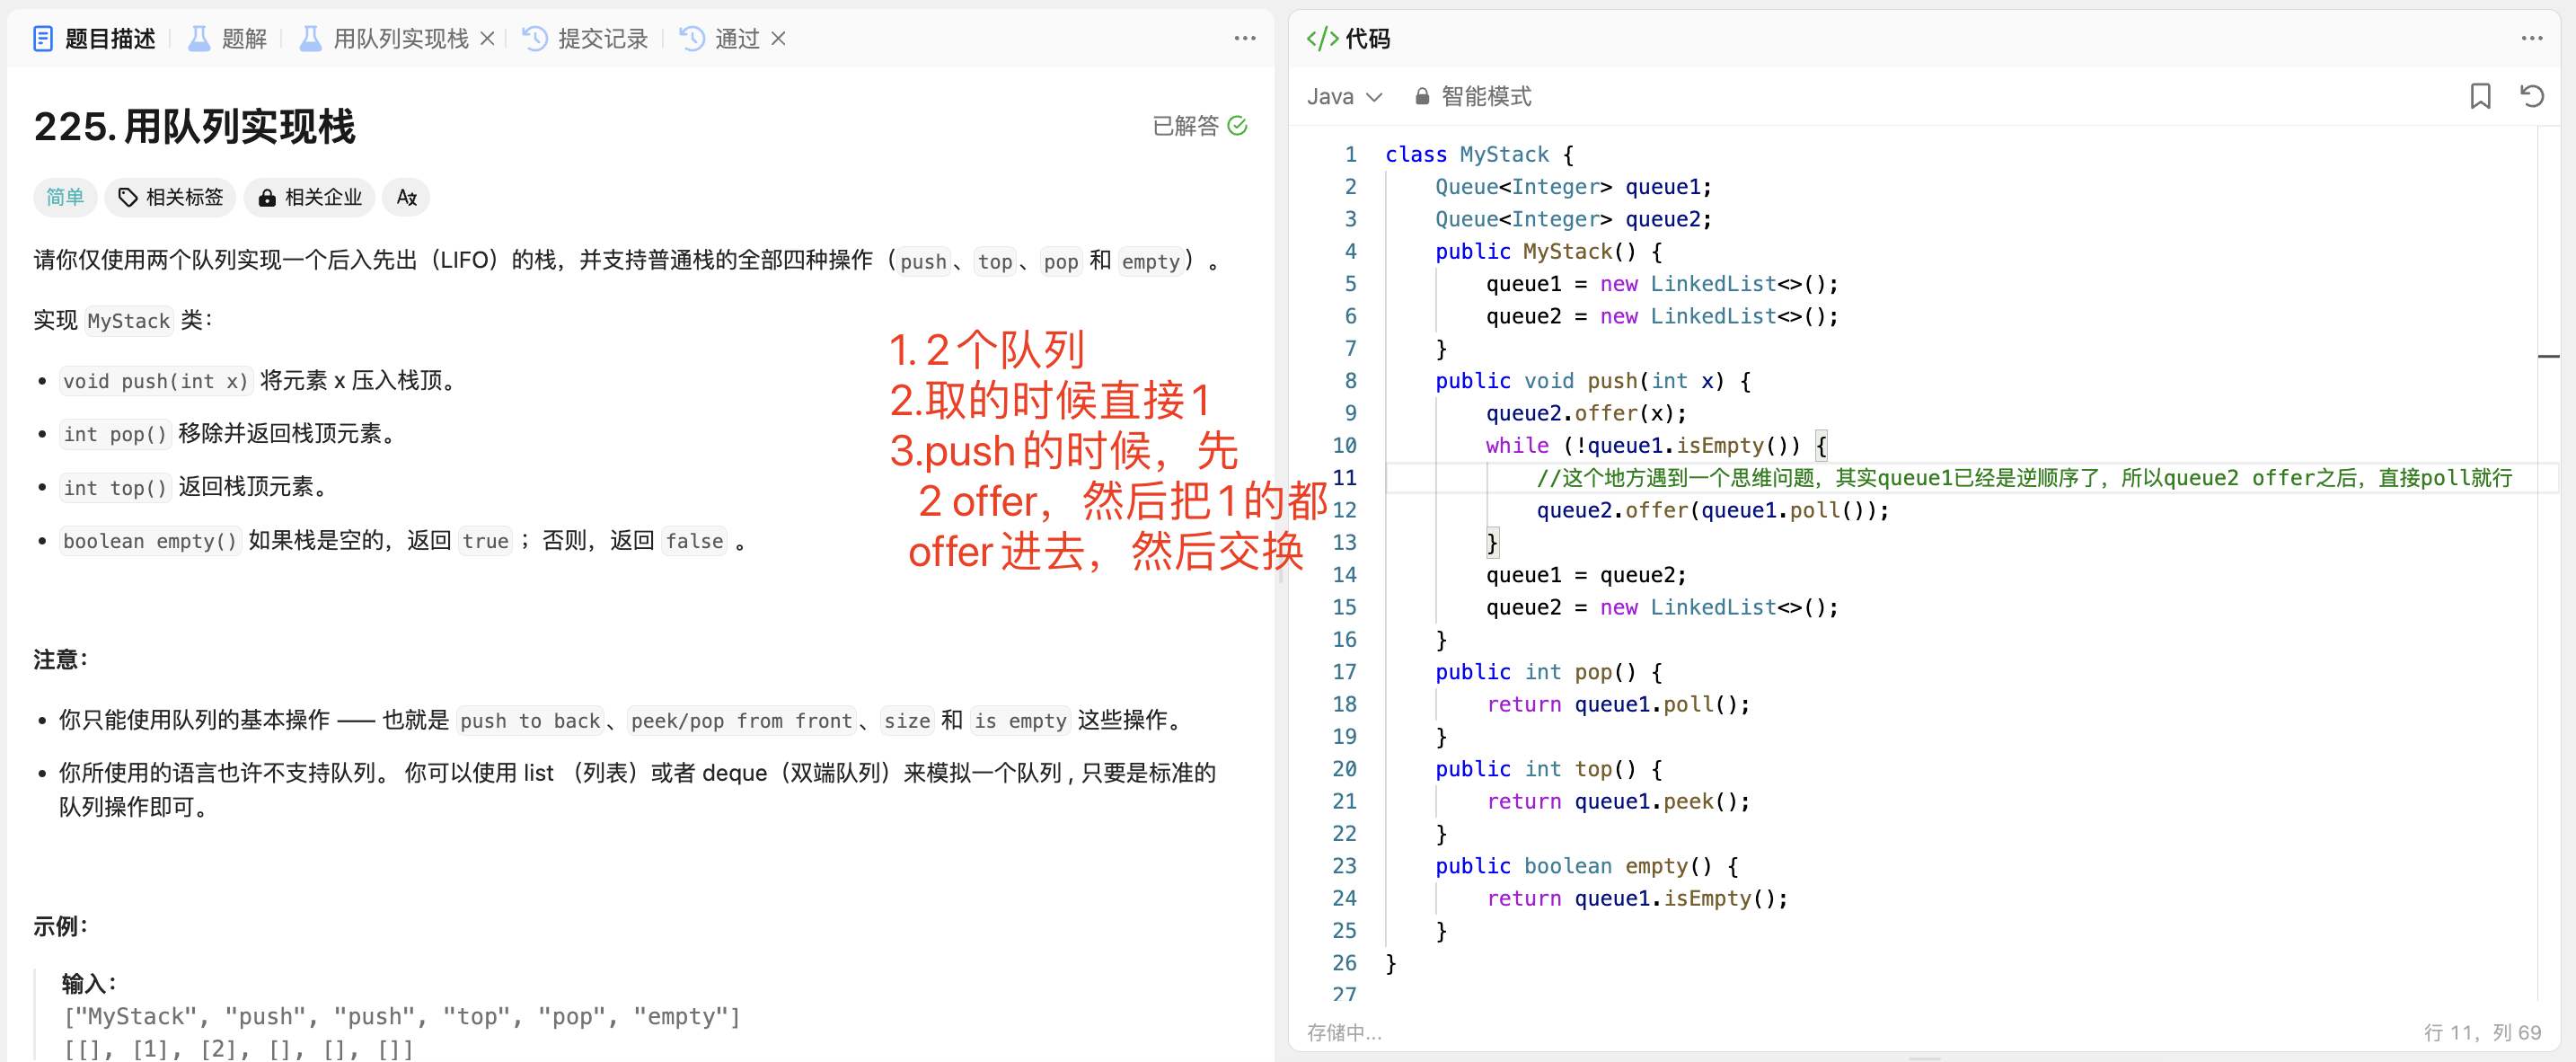 题目描述 题解 用队列实现栈 提交记录 通过
225. 用队列实现栈
已解答
简单 相关标签 相关企业
请你仅使用两个队列实现一个后入先出（LIFO）的栈，并支持普通栈的全部四种操作（push、top、pop 和 empty）。
实现 MyStack 类：
void push(int x) 将元素 x 压入栈顶。
int pop() 移除并返回栈顶元素。
int top() 返回栈顶元素。
boolean empty() 如果栈是空的，返回 true ；否则，返回 false 。
注意：
你只能使用队列的基本操作 —— 也就是 push to back、peek/pop from front、size 和 is empty 这些操作。
你所使用的语言也许不支持队列。 你可以使用 list （列表）或者 deque（双端队列）来模拟一个队列 , 只要是标准的
队列操作即可。
示例：
输入：
["MyStack", "push", "push", "top", "pop", "empty"]
[[], [1], [2], [], [], []]
1. 2个队列
2.取的时候直接1
3.push的时候，先
2 offer，然后把1的都
offer进去，然后交换
代码
Java 智能模式
1 class MyStack {
2 Queue<Integer> queue1;
3 Queue<Integer> queue2;
4 public MyStack() {
5 queue1 = new LinkedList<>();
6 queue2 = new LinkedList<>();
7 }
8 public void push(int x) {
9 queue2.offer(x);
10 while (!queue1.isEmpty()) {
11 //这个地方遇到一个思维问题，其实queue1已经是逆顺序了，所以queue2 offer之后，直接poll就行
12 queue2.offer(queue1.poll());
13 }
14 queue1 = queue2;
15 queue2 = new LinkedList<>();
16 }
17 public int pop() {
18 return queue1.poll();
19 }
20 public int top() {
21 return queue1.peek();
22 }
23 public boolean empty() {
24 return queue1.isEmpty();
25 }
26 }
27
存储中...
行 11，列 69